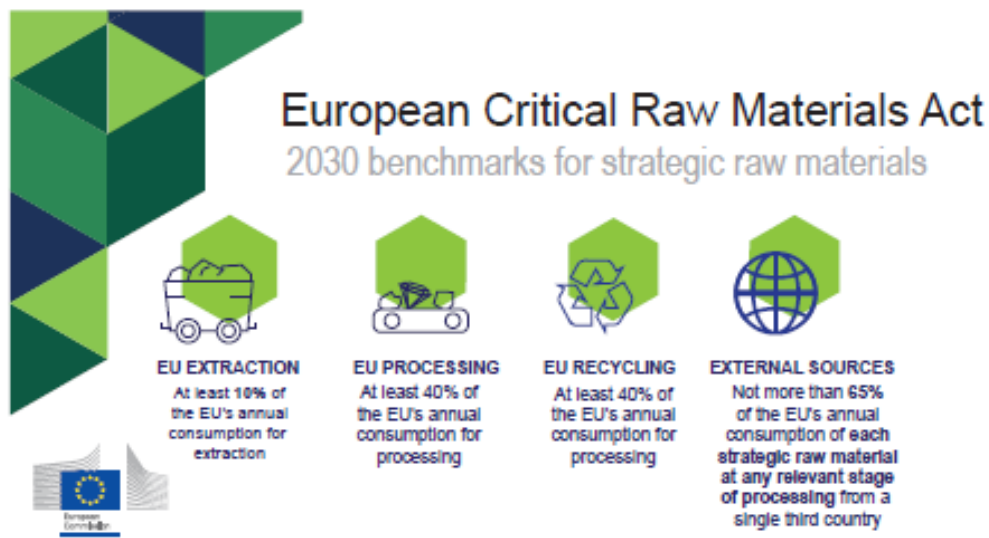 European Critical Raw Materials Act
2030 benchmarks for strategic raw materials
EU EXTRACTION
At least 10% of
the EU's annual
consumption for
extraction
EU PROCESSING
At least 40% of
the EU's annual
consumption for
processing
EU RECYCLING
At least 40% of
the EU's annual
consumption for
processing
EXTERNAL SOURCES
Not more than 65%
of the EU's annual
consumption of each
strategic raw material
at any relevant stage
of processing from a
single third country
European
Commission